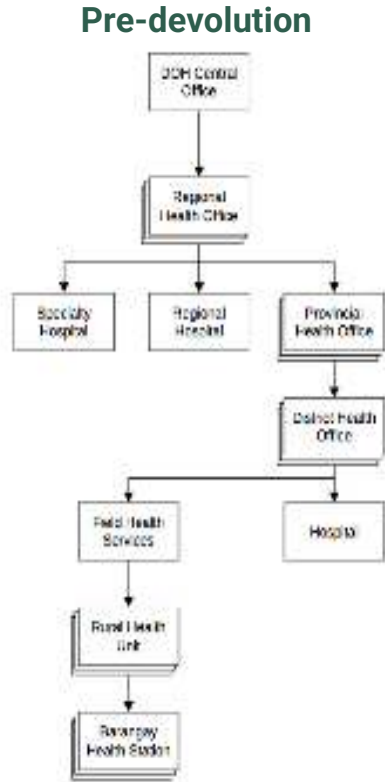 Pre-devolution
DOH Central
Office
Regional
Health Office
Specialty
Hospital
Regional
Hospital
Provincial
Health Office
District Health
Office
Field Health
Services
Hospital
Rural Health
Unit
Barangay
Health Station